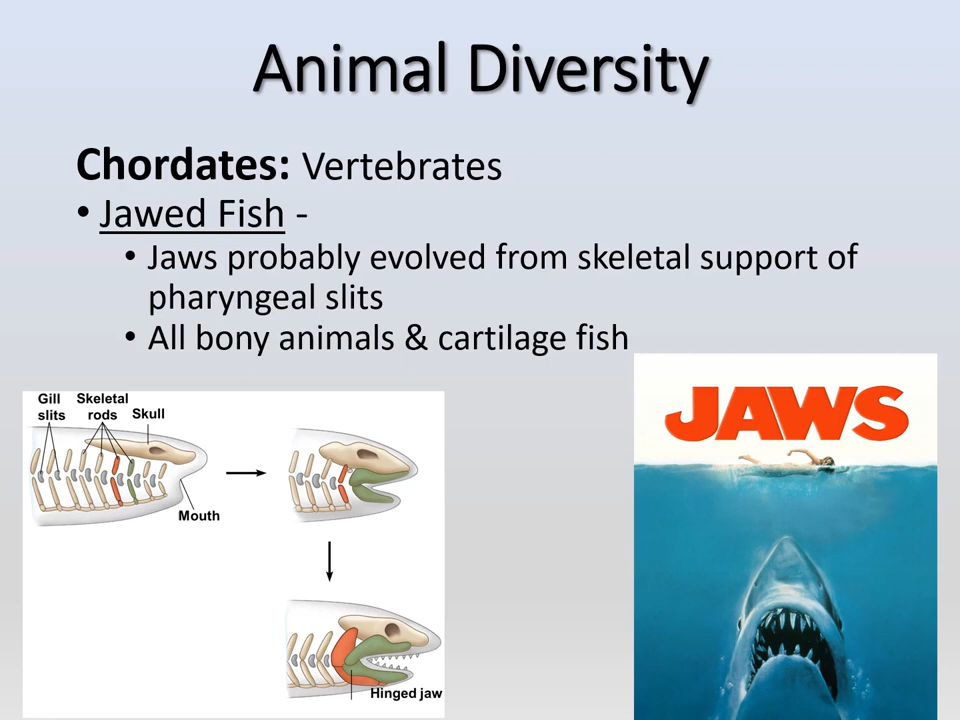 Animal Diversity
Chordates: Vertebrates
• Jawed Fish -
• Jaws probably evolved from skeletal support of
pharyngeal slits
• All bony animals & cartilage fish
Gill
slits
Skeletal
rods
Skull
Mouth
Hinged jaw
JAWS